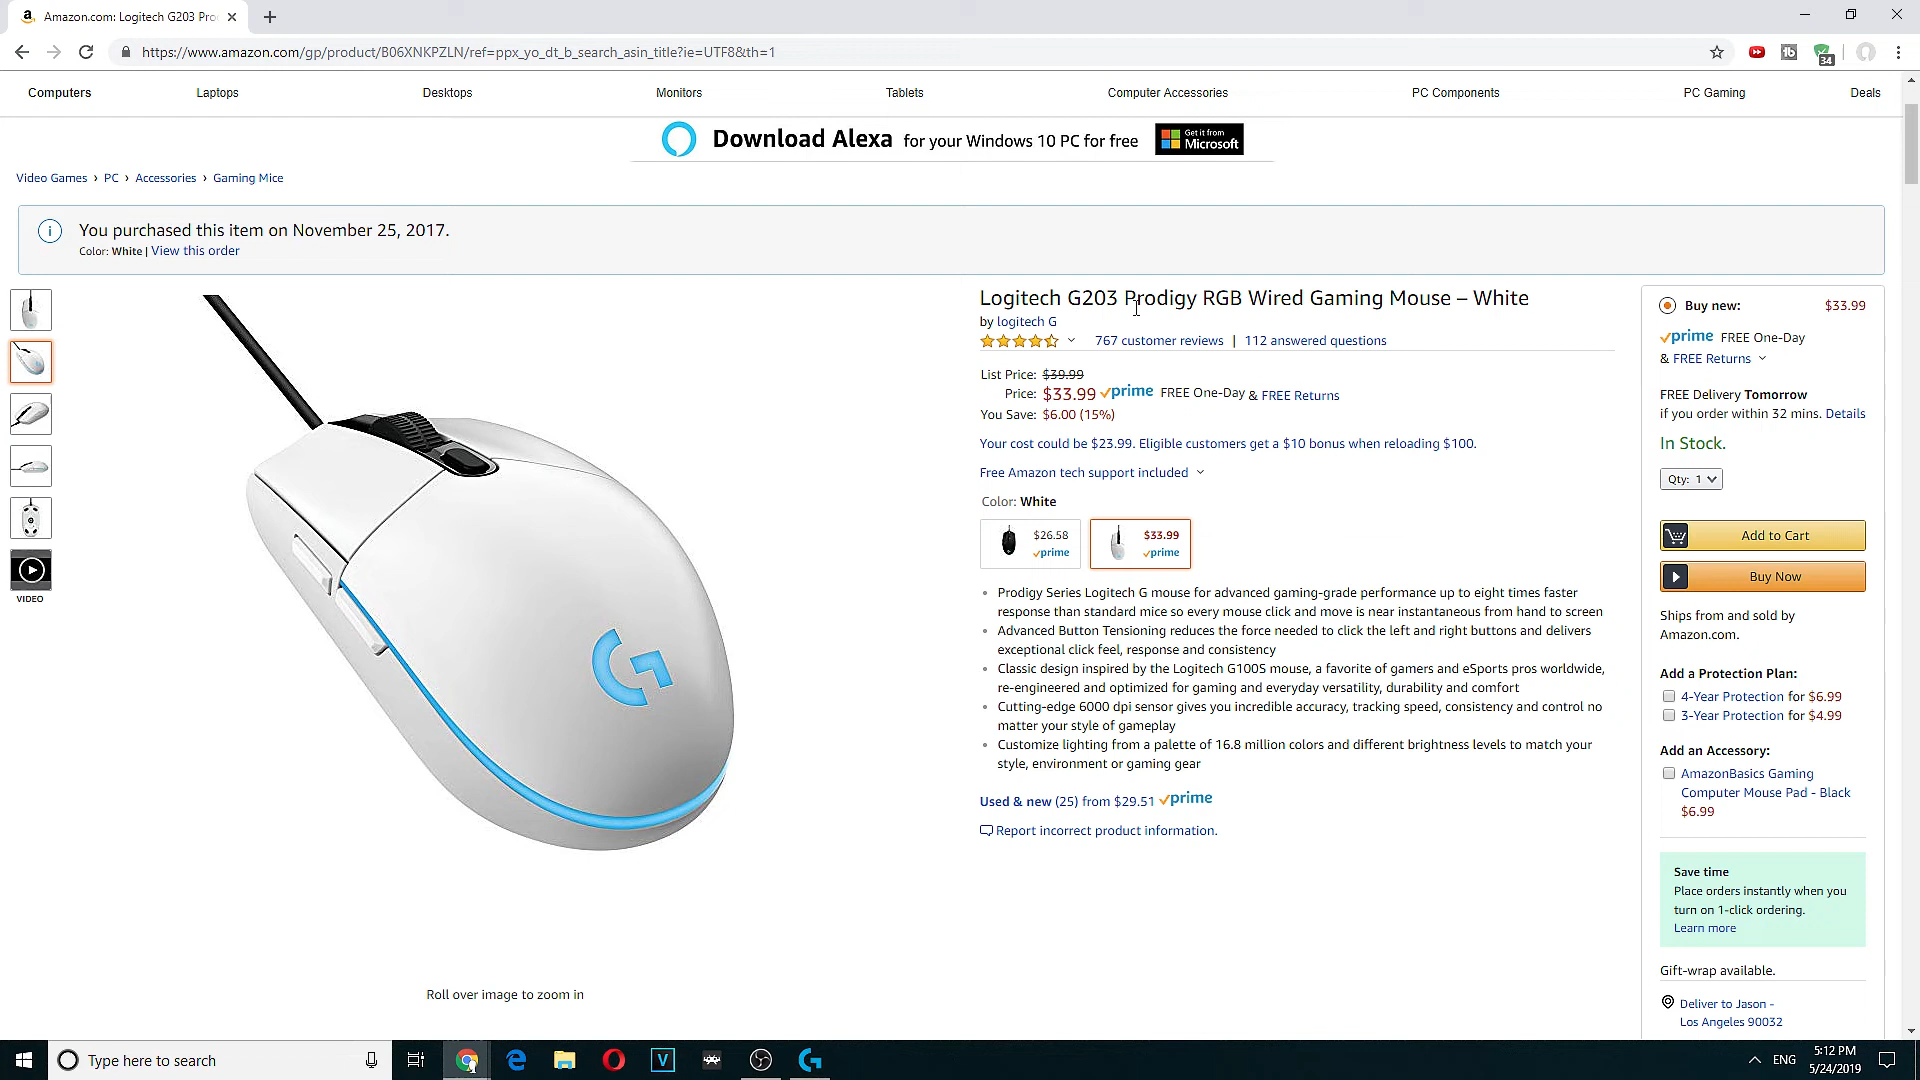 Amazon.com: Logitech G203 Pro
https://www.amazon.com/gp/product/B06XNKPZLN/ref=ppx_yo_dt_b_search_asin_title?ie=UTF8&th=1
34
Computers Laptops Desktops Monitors Tablets Computer Accessories PC Components PC Gaming Deals
Download Alexa for your Windows 10 PC for free Get it from Microsoft
Video Games › PC › Accessories › Gaming Mice
You purchased this item on November 25, 2017.
Color: White | View this order
Logitech G203 Prodigy RGB Wired Gaming Mouse – White
by logitech G
767 customer reviews | 112 answered questions
List Price: $39.99
Price: $33.99 prime FREE One-Day & FREE Returns
You Save: $6.00 (15%)
Your cost could be $23.99. Eligible customers get a $10 bonus when reloading $100.
Free Amazon tech support included
Color: White
$26.58 prime
$33.99 prime
Prodigy Series Logitech G mouse for advanced gaming-grade performance up to eight times faster
response than standard mice so every mouse click and move is near instantaneous from hand to screen
Advanced Button Tensioning reduces the force needed to click the left and right buttons and delivers
exceptional click feel, response and consistency
Classic design inspired by the Logitech G100S mouse, a favorite of gamers and eSports pros worldwide,
re-engineered and optimized for gaming and everyday versatility, durability and comfort
Cutting-edge 6000 dpi sensor gives you incredible accuracy, tracking speed, consistency and control no
matter your style of gameplay
Customize lighting from a palette of 16.8 million colors and different brightness levels to match your
style, environment or gaming gear
Used & new (25) from $29.51 prime
Report incorrect product information.
VIDEO
Roll over image to zoom in
Buy new: $33.99
prime FREE One-Day
& FREE Returns
FREE Delivery Tomorrow
if you order within 32 mins. Details
In Stock.
Qty: 1
Add to Cart
Buy Now
Ships from and sold by
Amazon.com.
Add a Protection Plan:
4-Year Protection for $6.99
3-Year Protection for $4.99
Add an Accessory:
AmazonBasics Gaming
Computer Mouse Pad - Black
$6.99
Save time
Place orders instantly when you
turn on 1-click ordering.
Learn more
Gift-wrap available.
Deliver to Jason -
Los Angeles 90032
Type here to search
ENG
5:12 PM
5/24/2019